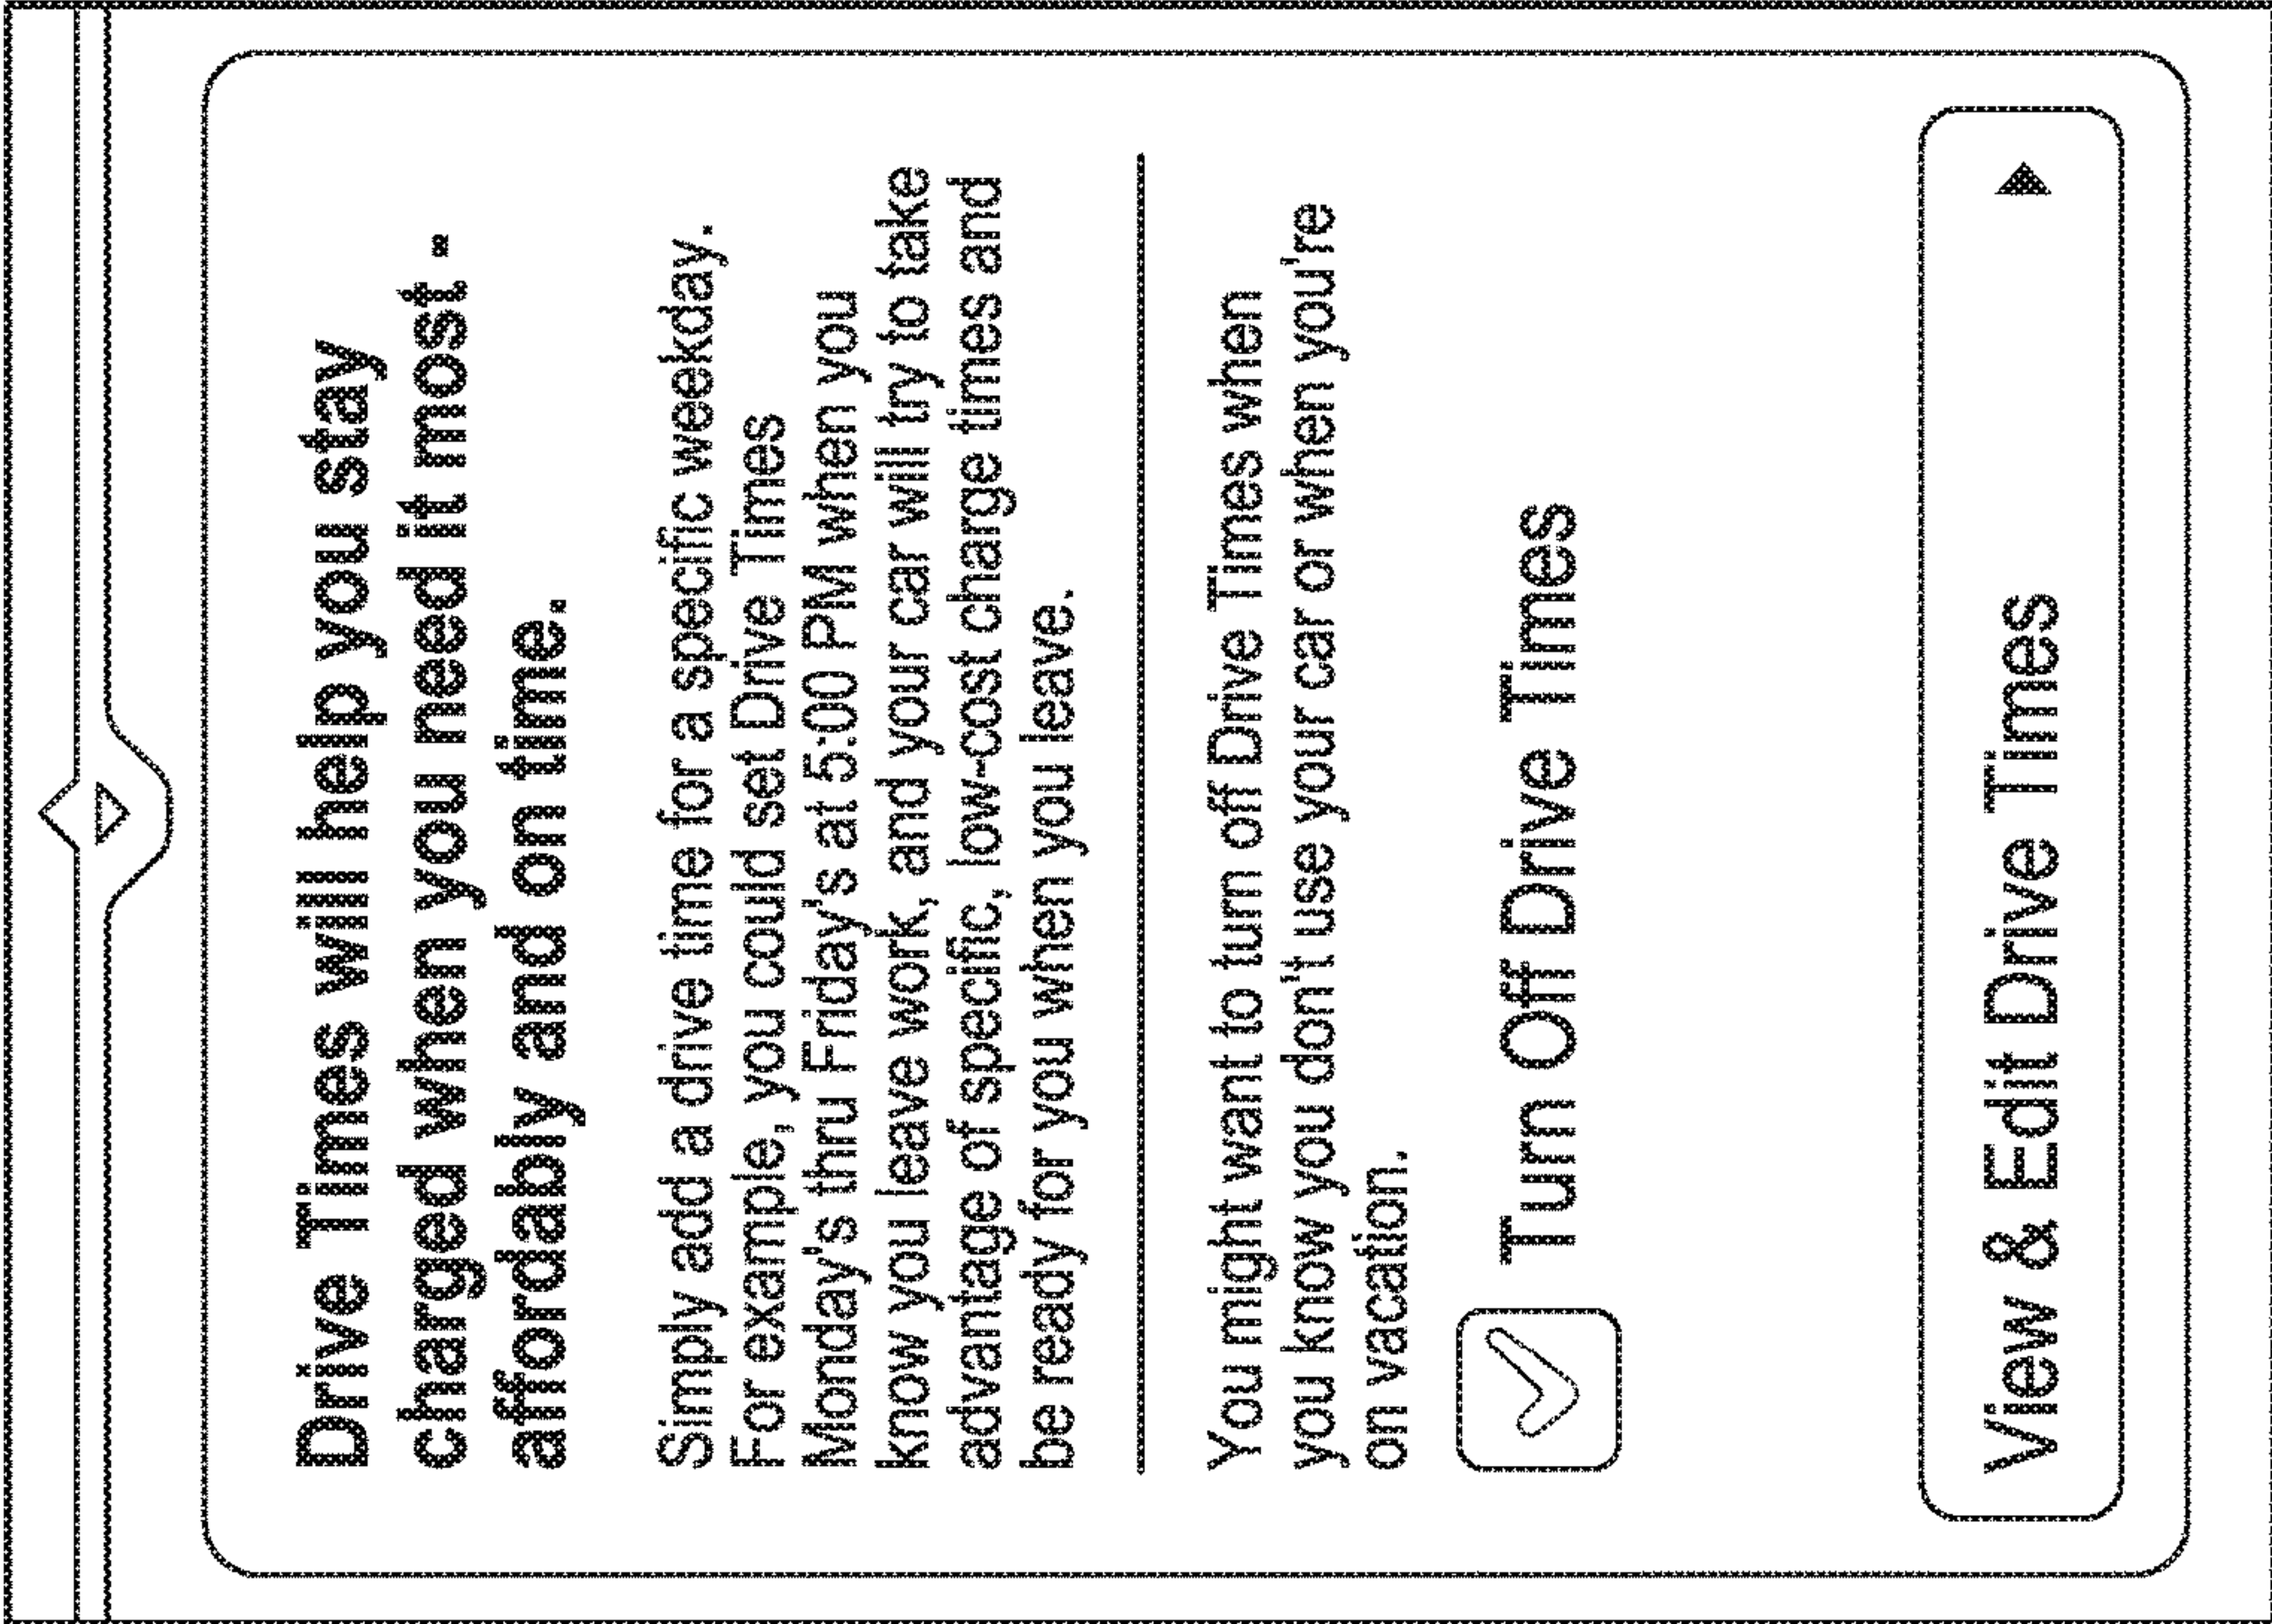 Drive Times will help you stay
charged when you need it most -
affordably and on time.
Simply add a drive time for a specific weekday.
For example, you could set Drive Times
Monday's thru Friday's at 5:00 PM when you
know you leave work, and your car will try to take
advantage of specific, low-cost charge times and
be ready for you when you leave.
You might want to turn off Drive Times when
you know you don't use your car or when you're
on vacation.
Turn Off Drive Times
View & Edit Drive Times